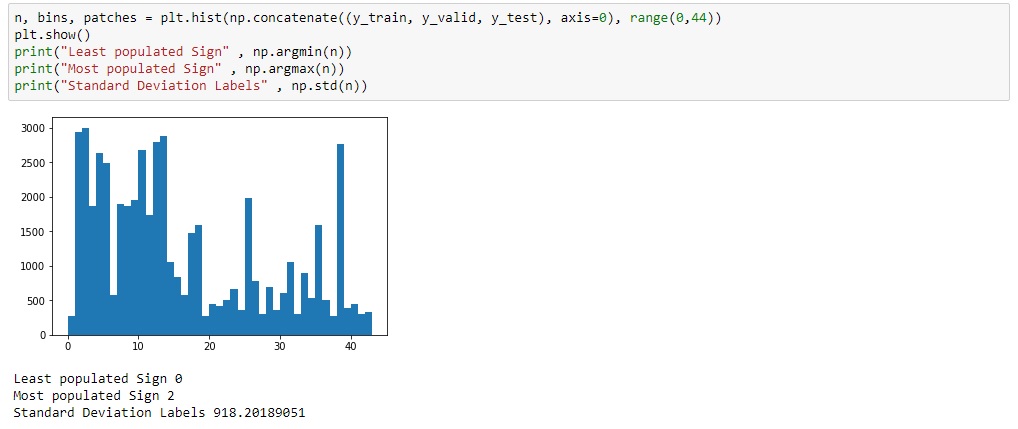 n, bins, patches = plt.hist(np.concatenate((y_train, y_valid, y_test), axis=0), range(0,44))
plt.show()
print("Least populated Sign" , np.argmin(n))
print("Most populated Sign" , np.argmax(n))
print("Standard Deviation Labels" , np.std(n))
3000
2500
2000
1500
1000
500
0
0 10 20 30 40
Least populated Sign 0
Most populated Sign 2
Standard Deviation Labels 918.20189051